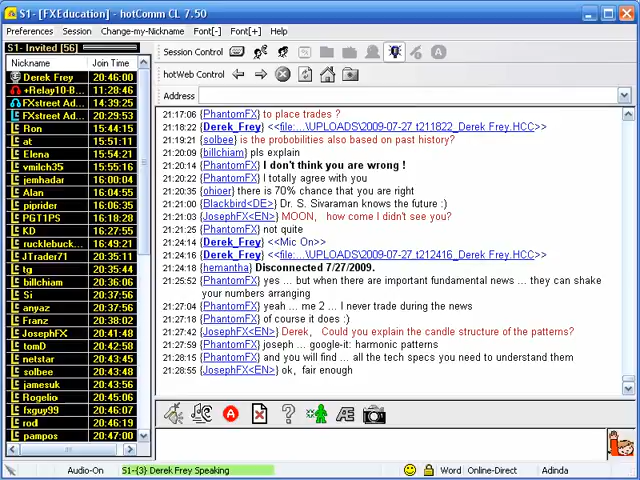 S1- [FXEducation] - hotComm CL 7.50
Preferences Session Change-my-Nickname Font[-] Font[+] Help
S1- Invited [56]
Session Control
Nickname Join Time
hotWeb Control
Derek Frey 20:46:00
+Relay10-B... 11:28:46
Address
FXstreet Ad... 14:39:25
FXstreet Ad... 20:29:53
Ron 15:44:15
at 15:51:11
Elena 15:54:21
vmilch35 15:55:16
jemhadar 16:04:00
Alan 16:04:55
piprider 16:05:36
PGT1PS 16:18:28
KD 16:27:55
rucklebuck... 16:49:21
JTrader71 20:35:11
tg 20:35:44
billchiam 20:36:06
Si 20:37:56
anyaz 20:37:56
Franz 20:38:02
JosephFX 20:41:48
tomD 20:42:58
netstar 20:43:45
solbee 20:43:48
jamesuk 20:43:56
Rogelio 20:45:06
fxguy99 20:46:07
rod 20:46:19
pampos 20:47:00
21:17:06 {PhantomFX} to place trades ?
21:18:22 {Derek_Frey} <<file:...\UPLOADS\2009-07-27 t211822_Derek Frey.HCC>>
21:19:21 {solbee} is the probobilities also based on past history?
21:20:09 {billchiam} pls explain
21:20:14 {PhantomFX} I don't think you are wrong !
21:20:18 {PhantomFX} I totally agree with you
21:20:35 {ohioer} there is 70% chance that you are right
21:21:00 {Blackbird<DE>} Dr. S. Sivaraman knows the future :)
21:21:03 {JosephFX<EN>} MOON, how come I didn't see you?
21:21:25 {PhantomFX} not quite
21:24:14 {Derek_Frey} <<Mic On>>
21:24:16 {Derek_Frey} <<file:...\UPLOADS\2009-07-27 t212416_Derek Frey.HCC>>
21:24:18 {hemantha} Disconnected 7/27/2009.
21:25:52 {PhantomFX} yes ... but when there are important fundamental news ... they can shake
your numbers arranging
21:27:04 {PhantomFX} yeah ... me 2 ... I never trade during the news
21:27:18 {PhantomFX} of course it does :)
21:27:42 {JosephFX<EN>} Derek, Could you explain the candle structure of the patterns?
21:27:59 {PhantomFX} joseph ... google-it: harmonic patterns
21:28:15 {PhantomFX} and you will find ... all the tech specs you need to understand them
21:28:55 {JosephFX<EN>} ok, fair enough
Audio-On S1-{3} Derek Frey Speaking Word Online-Direct Adinda